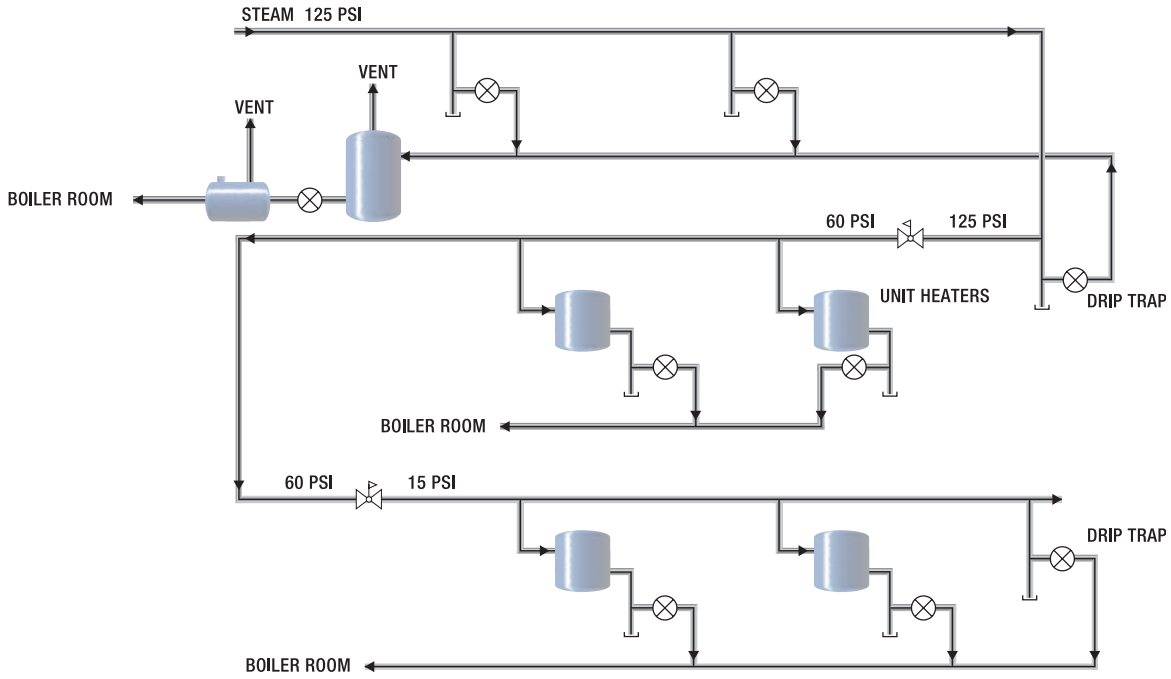 STEAM 125 PSI
VENT
VENT
BOILER ROOM
60 PSI
125 PSI
UNIT HEATERS
DRIP TRAP
BOILER ROOM
60 PSI
15 PSI
DRIP TRAP
BOILER ROOM